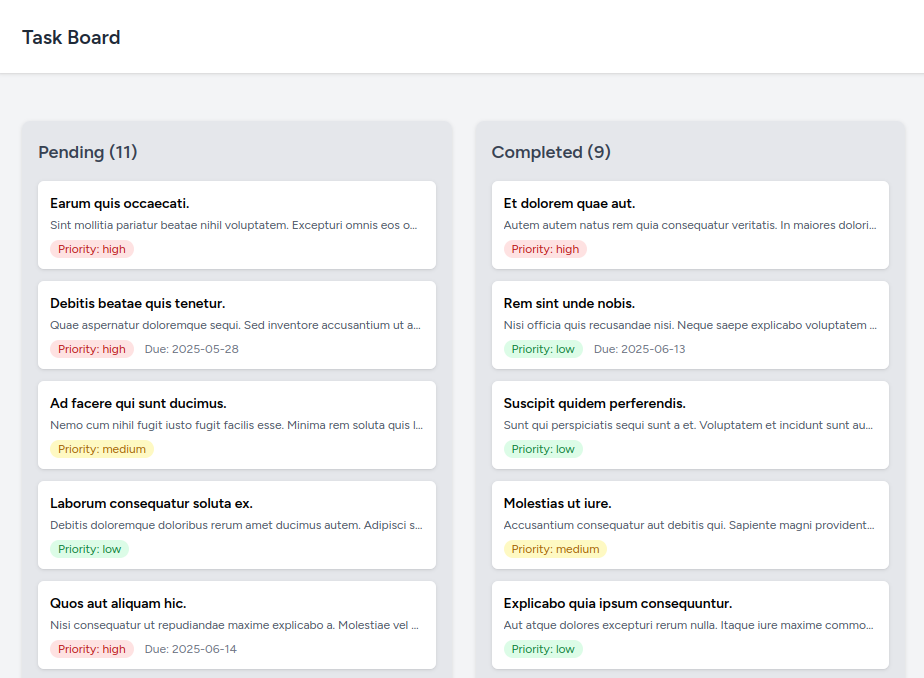 Task Board
Pending (11)
Earum quis occaecati.
Sint mollitia pariatur beatae nihil voluptatem. Excepturi omnis eos o...
Priority: high
Debitis beatae quis tenetur.
Quae aspernatur doloremque sequi. Sed inventore accusantium ut a...
Priority: high Due: 2025-05-28
Ad facere qui sunt ducimus.
Nemo cum nihil fugit iusto fugit facilis esse. Minima rem soluta quis l...
Priority: medium
Laborum consequatur soluta ex.
Debitis doloremque doloribus rerum amet ducimus autem. Adipisci s...
Priority: low
Quos aut aliquam hic.
Nisi consequatur ut repudiandae maxime explicabo a. Molestiae vel ...
Priority: high Due: 2025-06-14
Completed (9)
Et dolorem quae aut.
Autem autem natus rem quia consequatur veritatis. In maiores dolori...
Priority: high
Rem sint unde nobis.
Nisi officia quis recusandae nisi. Neque saepe explicabo voluptatem ...
Priority: low Due: 2025-06-13
Suscipit quidem perferendis.
Sunt qui perspiciatis sequi sunt a et. Voluptatem et incidunt sunt au...
Priority: low
Molestias ut iure.
Accusantium consequatur aut debitis qui. Sapiente magni provident...
Priority: medium
Explicabo quia ipsum consequuntur.
Aut atque dolores excepturi rerum nulla. Itaque iure maxime commo...
Priority: low